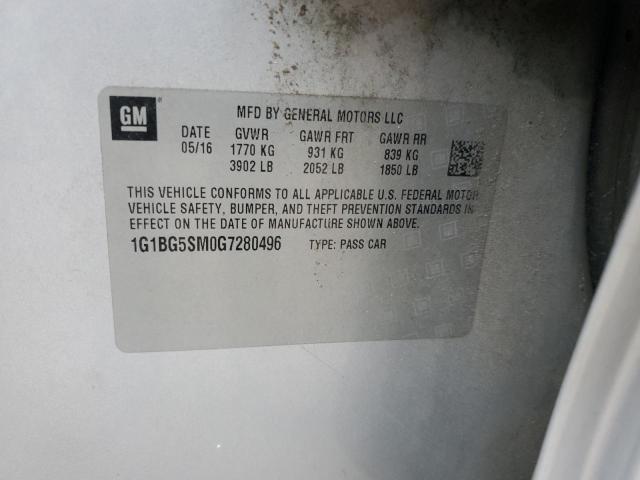 GM
MFD BY GENERAL MOTORS LLC
DATE GVWR GAWR FRT GAWR RR
05/16 1770 KG 931 KG 839 KG
3902 LB 2052 LB 1850 LB
THIS VEHICLE CONFORMS TO ALL APPLICABLE U.S. FEDERAL MOTOR
VEHICLE SAFETY, BUMPER, AND THEFT PREVENTION STANDARDS IN
EFFECT ON THE DATE OF MANUFACTURE SHOWN ABOVE.
1G1BG5SM0G7280496 TYPE: PASS CAR